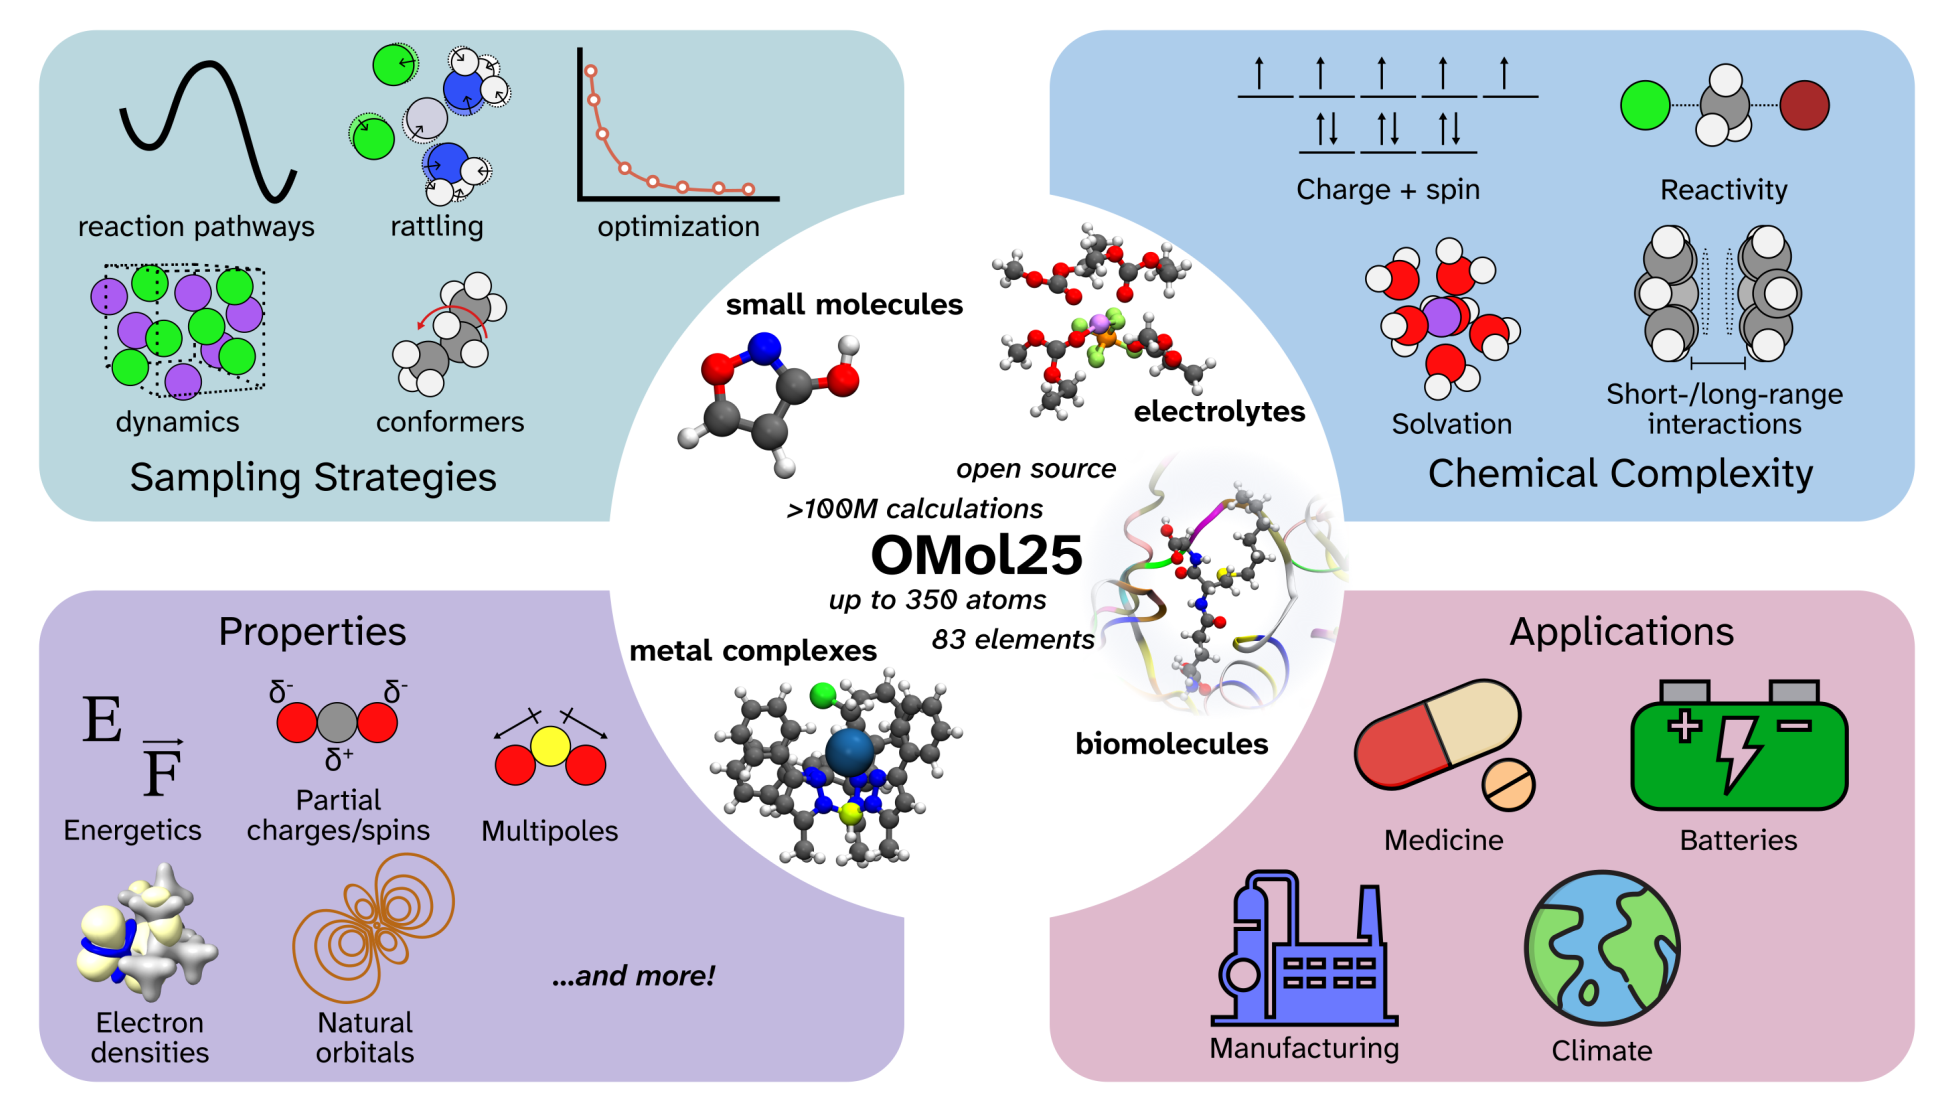 reaction pathways
rattling
optimization
dynamics
conformers
Sampling Strategies
Charge + spin
Reactivity
Solvation
Short-/long-range
interactions
Chemical Complexity
small molecules
electrolytes
open source
>100M calculations
OMol25
up to 350 atoms
83 elements
metal complexes
biomolecules
Properties
E
F
Energetics
δ- δ-
δ+
Partial
charges/spins
Multipoles
Electron
densities
Natural
orbitals
...and more!
Applications
Medicine
+ −
Batteries
Manufacturing
Climate